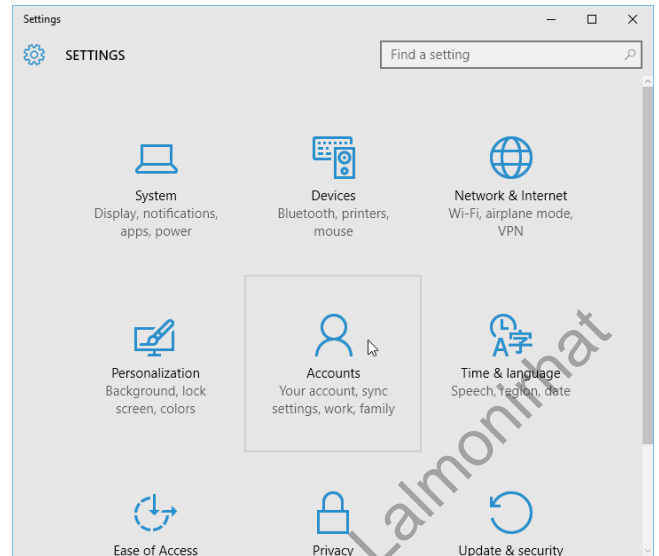 Settings
SETTINGS
Find a setting
System
Display, notifications,
apps, power
Devices
Bluetooth, printers,
mouse
Network & Internet
Wi-Fi, airplane mode,
VPN
Personalization
Background, lock
screen, colors
Accounts
Your account, sync
settings, work, family
Time & language
Speech, region, date
Ease of Access
Privacy
Update & security
Lalmonirhat
字
A